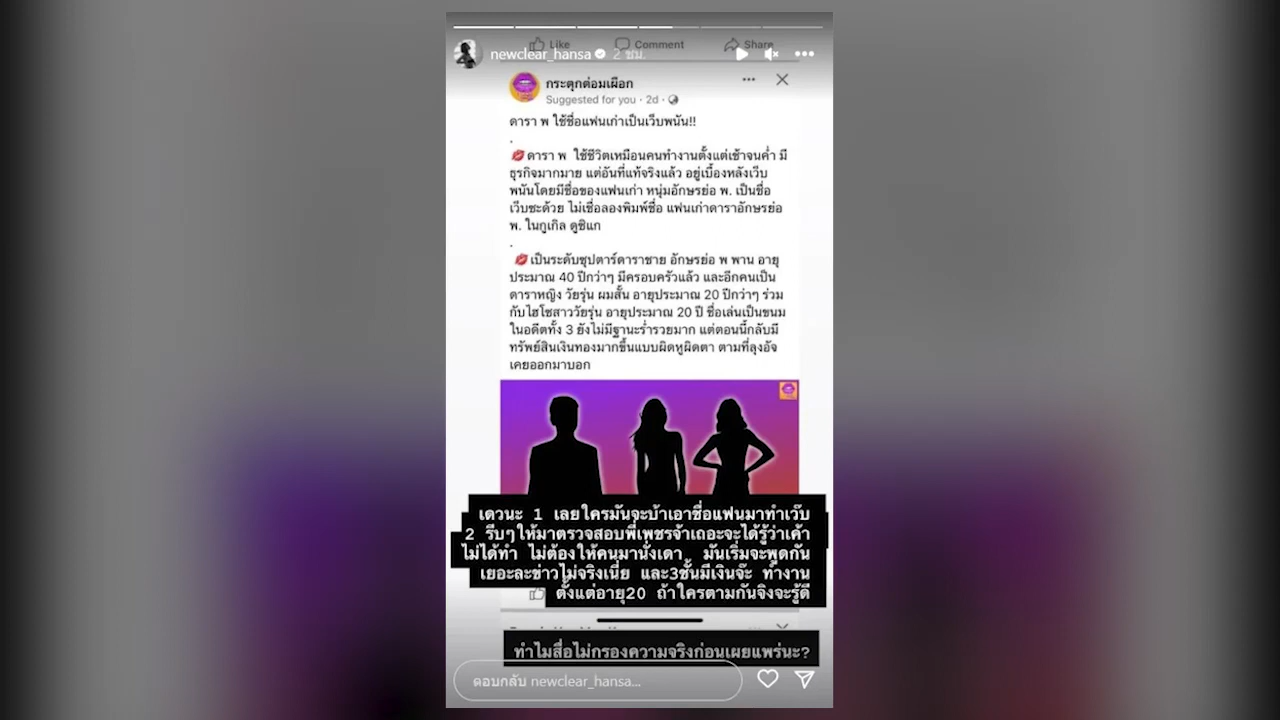 Like Comment Share
newclear_hansa 2 ชม.
กระตุกต่อมเผือก
Suggested for you · 2d ·
ดารา พ ใช้ชื่อแฟนเก่าเป็นเว็บพนัน!!
.
💋ดารา พ ใช้ชีวิตเหมือนคนทำงานตั้งแต่เช้าจนค่ำ มี
ธุรกิจมากมาย แต่อันที่แท้จริงแล้ว อยู่เบื้องหลังเว็บ
พนันโดยมีชื่อของแฟนเก่า หนุ่มอักษรย่อ พ. เป็นชื่อ
เว็บซะด้วย ไม่เชื่อลองพิมพ์ชื่อ แฟนเก่าดาราอักษรย่อ
พ. ในกูเกิล ดูซิแก
.
💋เป็นระดับซุปตาร์ดาราชาย อักษรย่อ พ พาน อายุ
ประมาณ 40 ปีกว่าๆ มีครอบครัวแล้ว และอีกคนเป็น
ดาราหญิง วัยรุ่น ผมสั้น อายุประมาณ 20 ปีกว่าๆ ร่วม
กับไฮโซสาววัยรุ่น อายุประมาณ 20 ปี ชื่อเล่นเป็นขนม
ในอดีตทั้ง 3 ยังไม่มีฐานะร่ำรวยมาก แต่ตอนนี้กลับมี
ทรัพย์สินเงินทองมากขึ้นแบบผิดหูผิดตา ตามที่ลุงอัจ
เคยออกมาบอก
เดวนะ 1 เลยใครมันจะบ้าเอาชื่อแฟนมาทำเว๊บ
2 รีบๆให้มาตรวจสอบพี่เพชรจ้าเถอะจะได้รู้ว่าเค้า
ไม่ได้ทำ ไม่ต้องให้คนมานั่งเดา มันเริ่มจะพูดกัน
เยอะละข่าวไม่จริงเนี่ย และ3ชั้นมีเงินจ๊ะ ทำงาน
ตั้งแต่อายุ20 ถ้าใครตามกันจิงจะรู้ดี
ทำไมสื่อไม่กรองความจริงก่อนเผยแพร่นะ?
ตอบกลับ newclear_hansa...